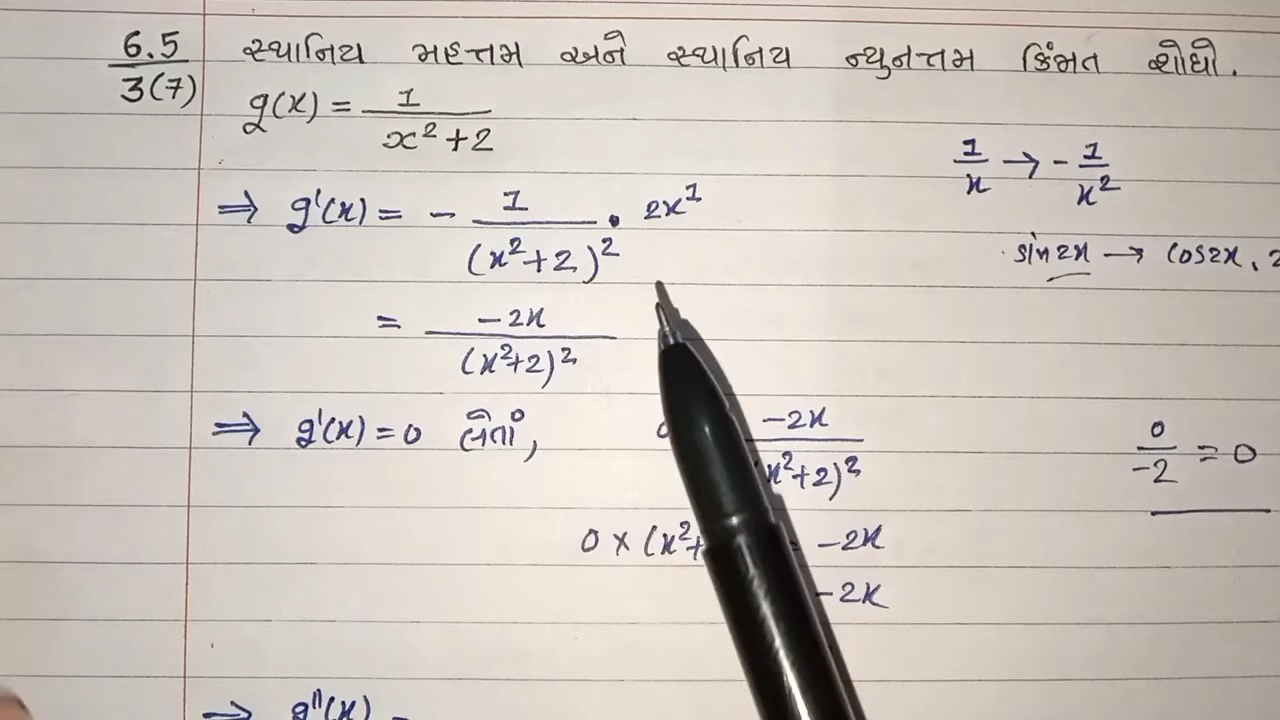 6.5/3(7) સ્થાનિય મહત્તમ અને સ્થાનિય ન્યુનત્તમ કિંમત શોધો.
g(x) = 1/(x²+2)
1/x → - 1/x²
⇒ g'(x) = - 1/(x²+2)² · 2x¹
sin2x → cos2x . 2
= -2x/(x²+2)²
⇒ g'(x) = 0 લેતાં, -2x/(x²+2)²
0/-2 = 0
0 × (x²+ -2x
-2x
⇒ g''(x) =